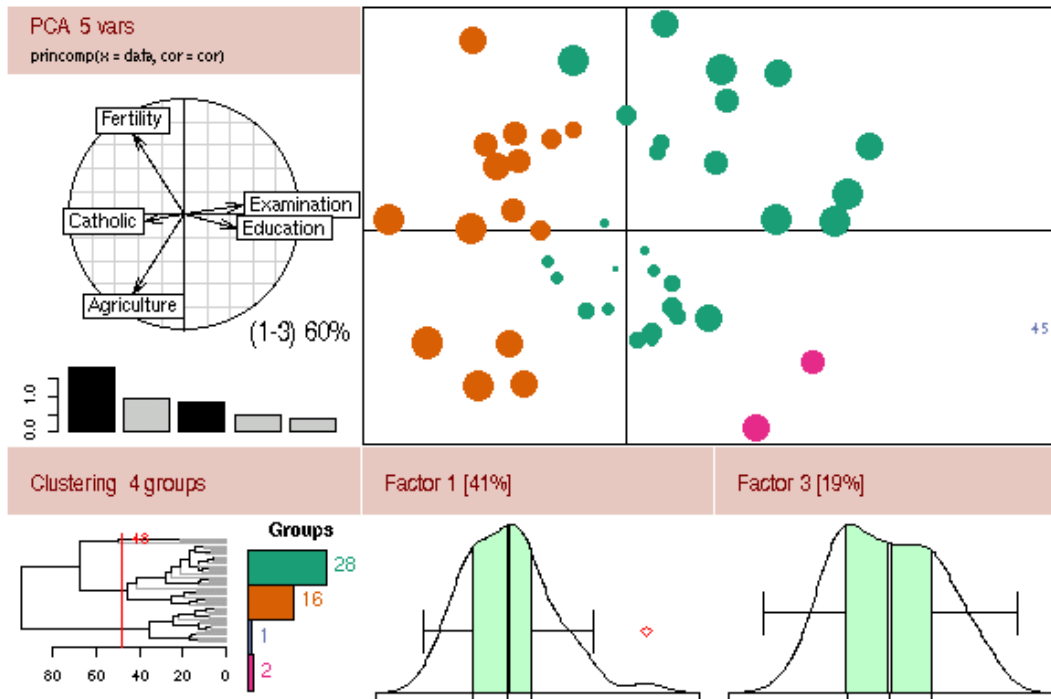 PCA 5 vars
princomp(x = data, cor = cor)
Fertility
Examination
Catholic
Education
Agriculture
(1-3) 60%
45
1.0
0.0
Clustering 4 groups
Factor 1 [41%]
Factor 3 [19%]
48
Groups
28
16
1
2
80 60 40 20 0